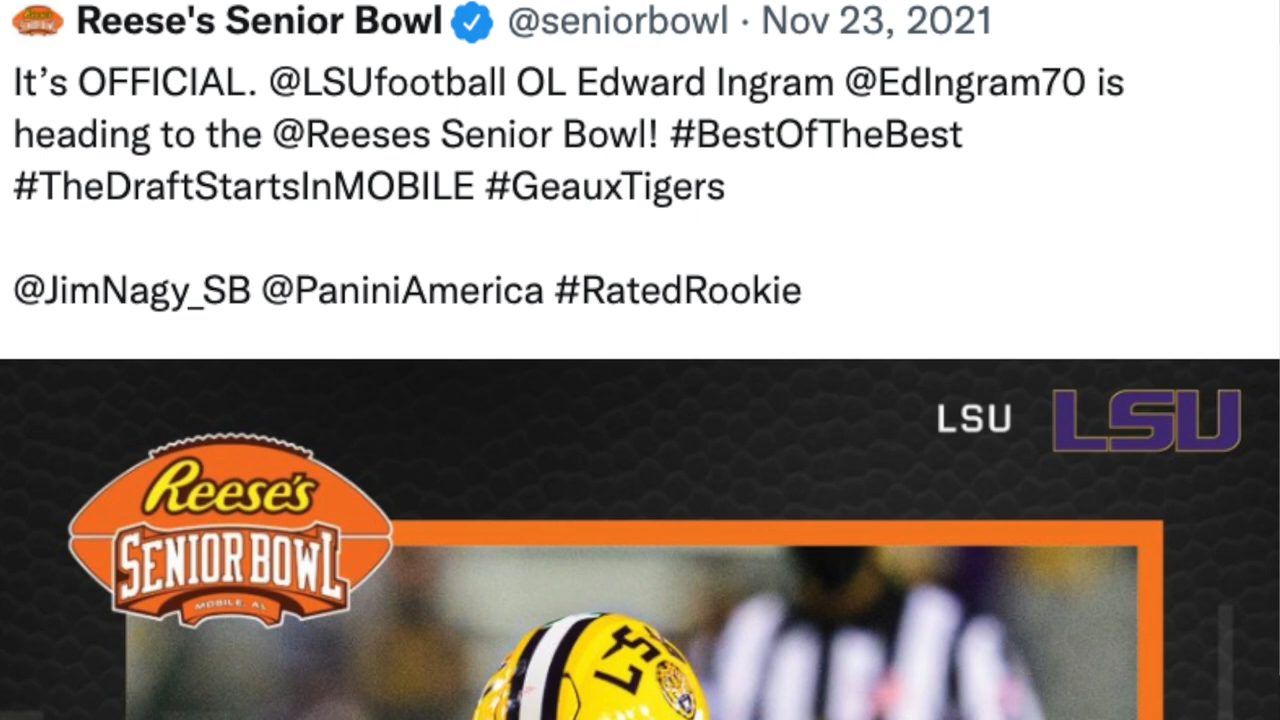 Reese's Senior Bowl @seniorbowl · Nov 23, 2021
It’s OFFICIAL. @LSUfootball OL Edward Ingram @EdIngram70 is
heading to the @Reeses Senior Bowl! #BestOfTheBest
#TheDraftStartsInMOBILE #GeauxTigers
@JimNagy_SB @PaniniAmerica #RatedRookie
LSU LSU
Reese's
SENIOR BOWL
MOBILE, AL
LSU